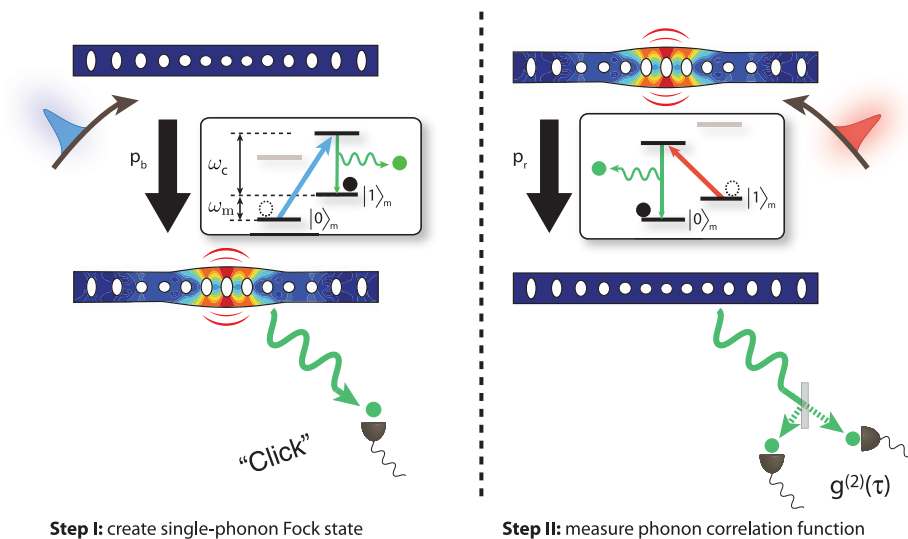 p_b
ω_c
ω_m
|0⟩_m
|1⟩_m
"Click"
Step I: create single-phonon Fock state
p_r
|1⟩_m
|0⟩_m
g^(2)(τ)
Step II: measure phonon correlation function